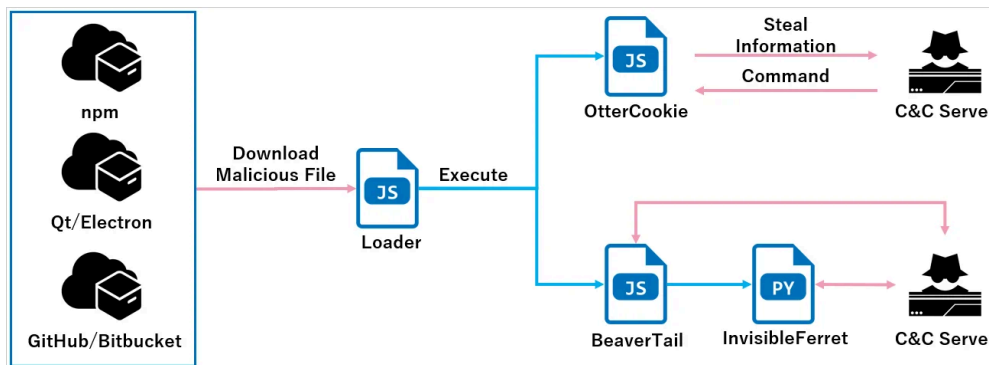 npm
Qt/Electron
GitHub/Bitbucket
Download
Malicious File
JS
Loader
Execute
JS
OtterCookie
Steal
Information
Command
C&C Serve
JS
BeaverTail
PY
InvisibleFerret
C&C Serve